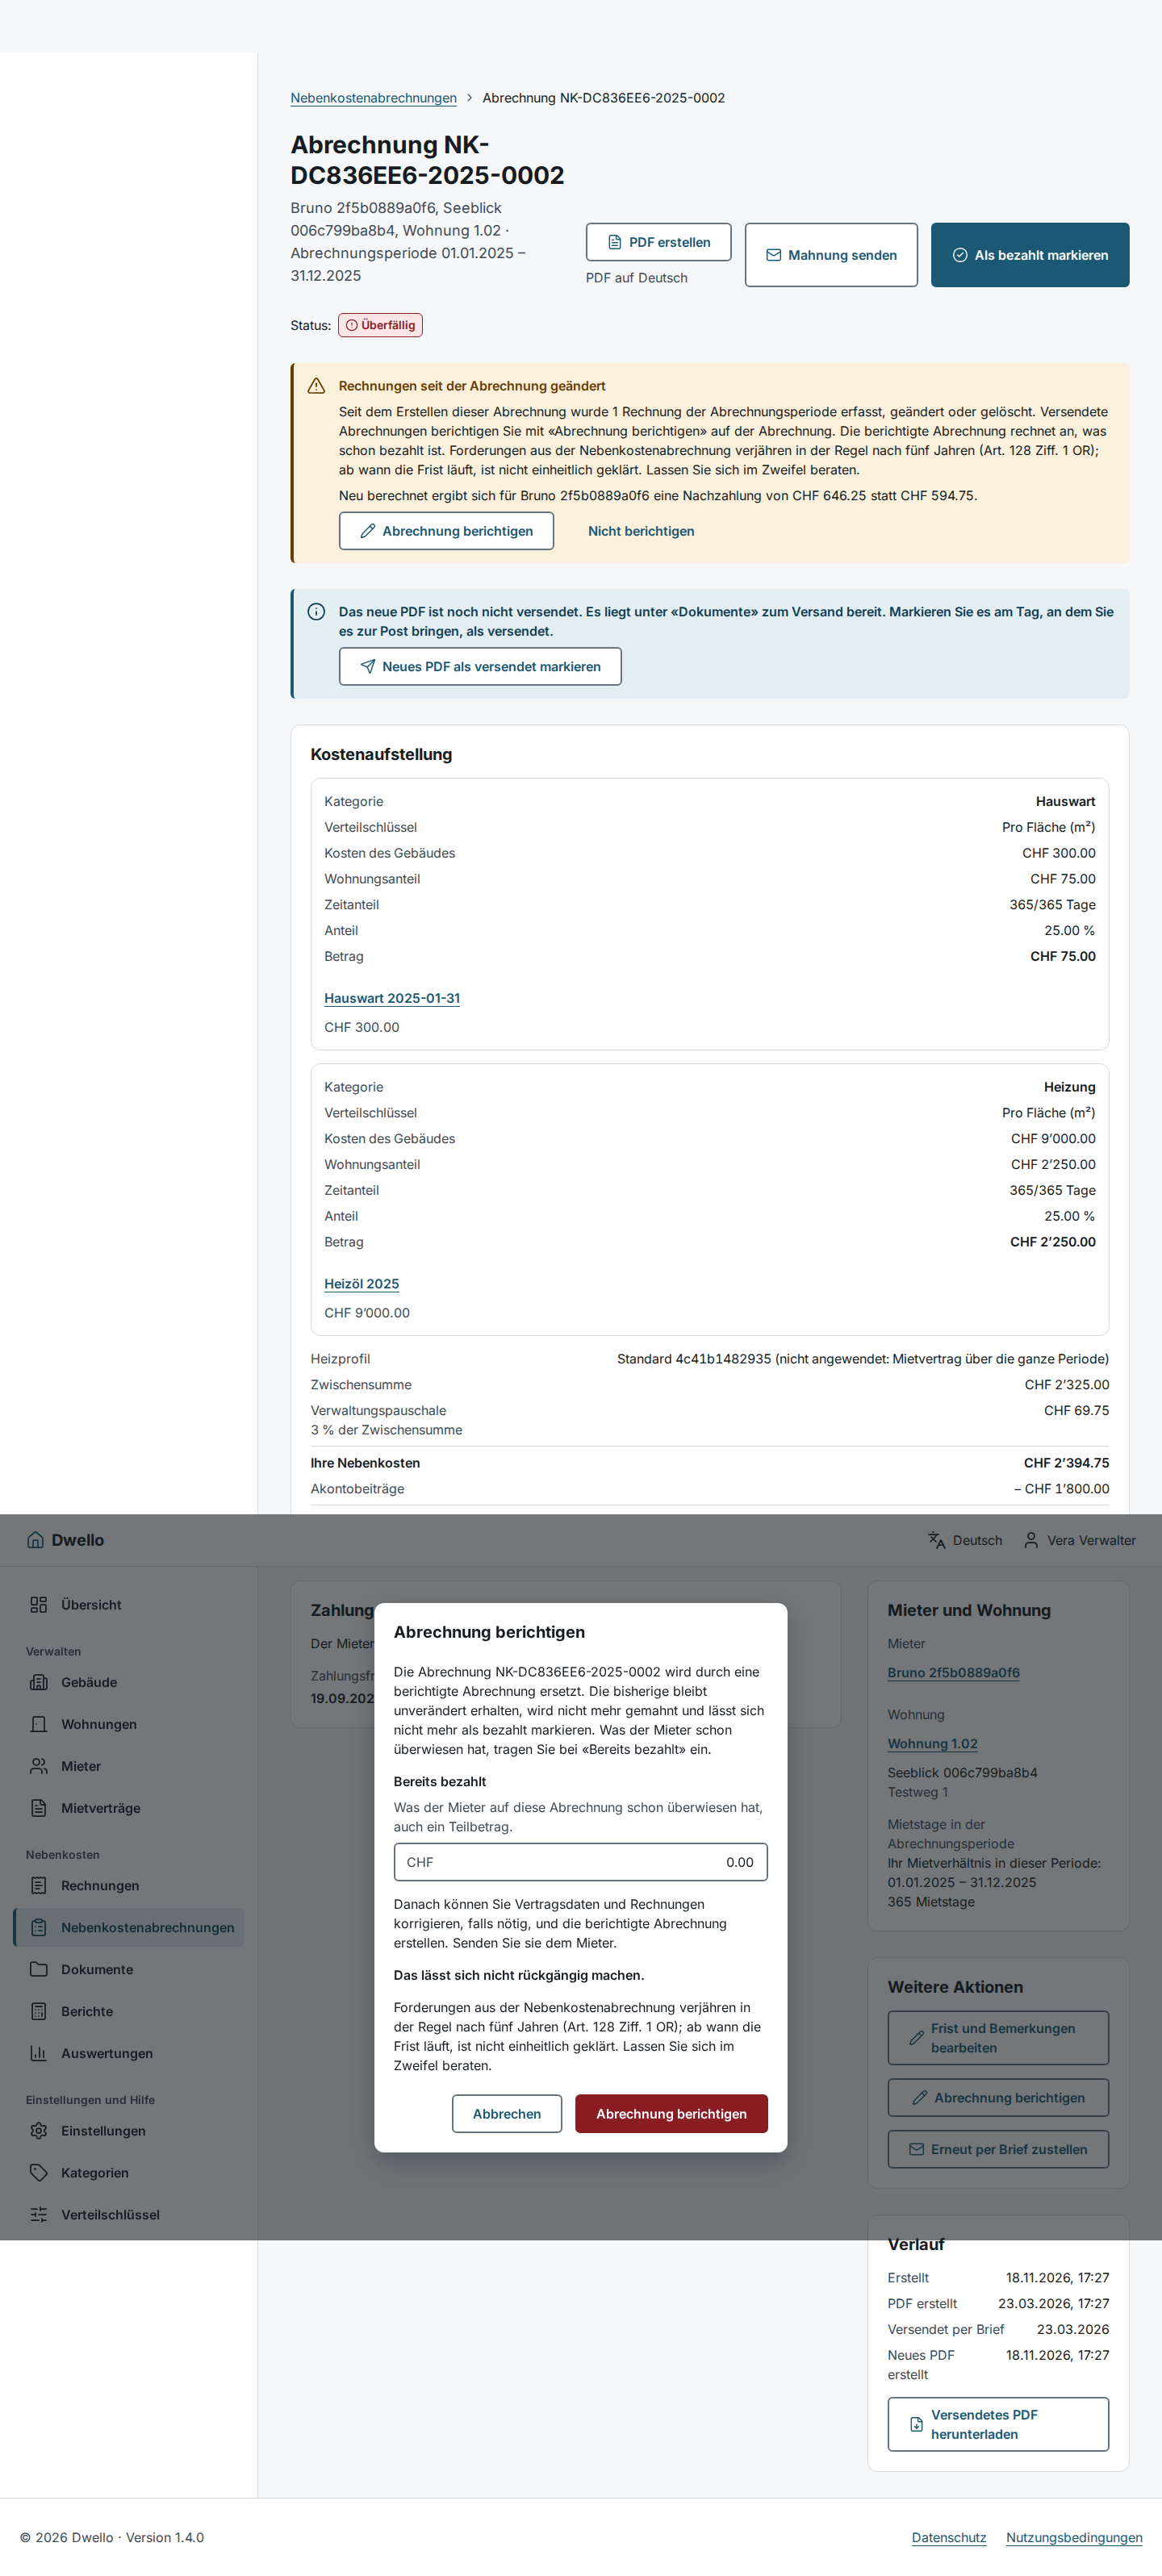 Nebenkostenabrechnungen
Abrechnung NK-DC836EE6-2025-0002
Abrechnung NK-
DC836EE6-2025-0002
Bruno 2f5b0889a0f6, Seeblick
006c799ba8b4, Wohnung 1.02 ·
Abrechnungsperiode 01.01.2025 –
31.12.2025
PDF erstellen
PDF auf Deutsch
Mahnung senden
Als bezahlt markieren
Status:
Überfällig
Rechnungen seit der Abrechnung geändert
Seit dem Erstellen dieser Abrechnung wurde 1 Rechnung der Abrechnungsperiode erfasst, geändert oder gelöscht. Versendete
Abrechnungen berichtigen Sie mit «Abrechnung berichtigen» auf der Abrechnung. Die berichtigte Abrechnung rechnet an, was
schon bezahlt ist. Forderungen aus der Nebenkostenabrechnung verjähren in der Regel nach fünf Jahren (Art. 128 Ziff. 1 OR);
ab wann die Frist läuft, ist nicht einheitlich geklärt. Lassen Sie sich im Zweifel beraten.
Neu berechnet ergibt sich für Bruno 2f5b0889a0f6 eine Nachzahlung von CHF 646.25 statt CHF 594.75.
Abrechnung berichtigen
Nicht berichtigen
Das neue PDF ist noch nicht versendet. Es liegt unter «Dokumente» zum Versand bereit. Markieren Sie es am Tag, an dem Sie
es zur Post bringen, als versendet.
Neues PDF als versendet markieren
Kostenaufstellung
Kategorie Hauswart
Verteilschlüssel Pro Fläche (m²)
Kosten des Gebäudes CHF 300.00
Wohnungsanteil CHF 75.00
Zeitanteil 365/365 Tage
Anteil 25.00 %
Betrag CHF 75.00
Hauswart 2025-01-31
CHF 300.00
Kategorie Heizung
Verteilschlüssel Pro Fläche (m²)
Kosten des Gebäudes CHF 9’000.00
Wohnungsanteil CHF 2’250.00
Zeitanteil 365/365 Tage
Anteil 25.00 %
Betrag CHF 2’250.00
Heizöl 2025
CHF 9’000.00
Heizprofil Standard 4c41b1482935 (nicht angewendet: Mietvertrag über die ganze Periode)
Zwischensumme CHF 2’325.00
Verwaltungspauschale CHF 69.75
3 % der Zwischensumme
Ihre Nebenkosten CHF 2’394.75
Akontobeiträge – CHF 1’800.00
Dwello
Deutsch
Vera Verwalter
Übersicht
Verwalten
Gebäude
Wohnungen
Mieter
Mietverträge
Nebenkosten
Rechnungen
Nebenkostenabrechnungen
Dokumente
Berichte
Auswertungen
Einstellungen und Hilfe
Einstellungen
Kategorien
Verteilschlüssel
Zahlung
Der Mieter
Zahlungsfr
19.09.202
Abrechnung berichtigen
Die Abrechnung NK-DC836EE6-2025-0002 wird durch eine
berichtigte Abrechnung ersetzt. Die bisherige bleibt
unverändert erhalten, wird nicht mehr gemahnt und lässt sich
nicht mehr als bezahlt markieren. Was der Mieter schon
überwiesen hat, tragen Sie bei «Bereits bezahlt» ein.
Bereits bezahlt
Was der Mieter auf diese Abrechnung schon überwiesen hat,
auch ein Teilbetrag.
CHF 0.00
Danach können Sie Vertragsdaten und Rechnungen
korrigieren, falls nötig, und die berichtigte Abrechnung
erstellen. Senden Sie sie dem Mieter.
Das lässt sich nicht rückgängig machen.
Forderungen aus der Nebenkostenabrechnung verjähren in
der Regel nach fünf Jahren (Art. 128 Ziff. 1 OR); ab wann die
Frist läuft, ist nicht einheitlich geklärt. Lassen Sie sich im
Zweifel beraten.
Abbrechen
Abrechnung berichtigen
Mieter und Wohnung
Mieter
Bruno 2f5b0889a0f6
Wohnung
Wohnung 1.02
Seeblick 006c799ba8b4
Testweg 1
Mietstage in der
Abrechnungsperiode
Ihr Mietverhältnis in dieser Periode:
01.01.2025 – 31.12.2025
365 Mietstage
Weitere Aktionen
Frist und Bemerkungen
bearbeiten
Abrechnung berichtigen
Erneut per Brief zustellen
Verlauf
Erstellt 18.11.2026, 17:27
PDF erstellt 23.03.2026, 17:27
Versendet per Brief 23.03.2026
Neues PDF 18.11.2026, 17:27
erstellt
Versendetes PDF
herunterladen
© 2026 Dwello · Version 1.4.0
Datenschutz
Nutzungsbedingungen